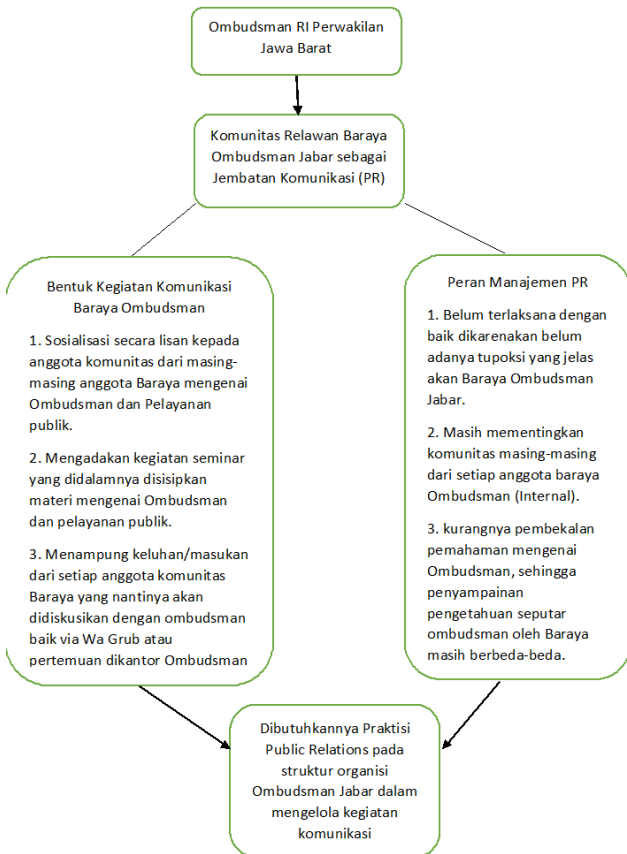 Ombudsman RI Perwakilan
Jawa Barat
Komunitas Relawan Baraya
Ombudsman Jabar sebagai
Jembatan Komunikasi (PR)
Bentuk Kegiatan Komunikasi
Baraya Ombudsman
1. Sosialisasi secara lisan kepada
anggota komunitas dari masing-
masing anggota Baraya mengenai
Ombudsman dan Pelayanan
publik.
2. Mengadakan kegiatan seminar
yang didalamnya disisipkan
materi mengenai Ombudsman
dan pelayanan publik.
3. Menampung keluhan/masukan
dari setiap anggota komunitas
Baraya yang nantinya akan
didiskusikan dengan ombudsman
baik via Wa Grub atau
pertemuan dikantor Ombudsman
Peran Manajemen PR
1. Belum terlaksana dengan
baik dikarenakan belum
adanya tupoksi yang jelas
akan Baraya Ombudsman
Jabar.
2. Masih mementingkan
komunitas masing-masing
dari setiap anggota baraya
Ombudsman (Internal).
3. kurangnya pembekalan
pemahaman mengenai
Ombudsman, sehingga
penyampainan
pengetahuan seputar
ombudsman oleh Baraya
masih berbeda-beda.
Dibutuhkannya Praktisi
Public Relations pada
struktur organisi
Ombudsman Jabar dalam
mengelola kegiatan
komunikasi